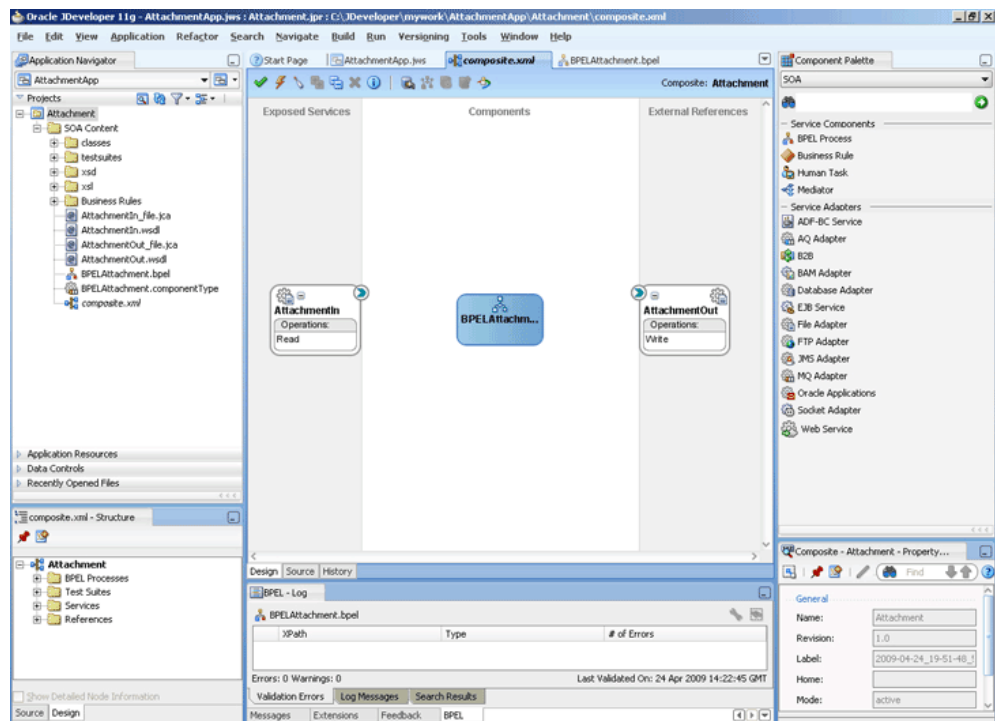 Oracle JDeveloper 11g - AttachmentApp.jws : Attachment.jpr : C:\JDeveloper\mywork\AttachmentApp\Attachment\composite.xml
File Edit View Application Refactor Search Navigate Build Run Versioning Tools Window Help
Application Navigator
AttachmentApp
Projects
Attachment
SOA Content
classes
testsuites
xsd
xsl
Business Rules
AttachmentIn_file.jca
AttachmentIn.wsdl
AttachmentOut_file.jca
AttachmentOut.wsdl
BPELAttachment.bpel
BPELAttachment.componentType
composite.xml
Application Resources
Data Controls
Recently Opened Files
composite.xml - Structure
Attachment
BPEL Processes
Test Suites
Services
References
Show Detailed Node Information
Source Design
Start Page AttachmentApp.jws composite.xml BPELAttachment.bpel
Composite: Attachment
Exposed Services Components External References
AttachmentIn
Operations:
Read
BPELAttachm...
AttachmentOut
Operations:
Write
Design Source History
BPEL - Log
BPELAttachment.bpel
XPath Type # of Errors
Errors: 0 Warnings: 0 Last Validated On: 24 Apr 2009 14:22:45 GMT
Validation Errors Log Messages Search Results
Messages Extensions Feedback BPEL
Component Palette
SOA
Service Components
BPEL Process
Business Rule
Human Task
Mediator
Service Adapters
ADF-BC Service
AQ Adapter
B2B
BAM Adapter
Database Adapter
EJB Service
File Adapter
FTP Adapter
JMS Adapter
MQ Adapter
Oracle Applications
Socket Adapter
Web Service
Composite - Attachment - Property...
Find
General
Name: Attachment
Revision: 1.0
Label: 2009-04-24_19-51-48_
Home:
Mode: active